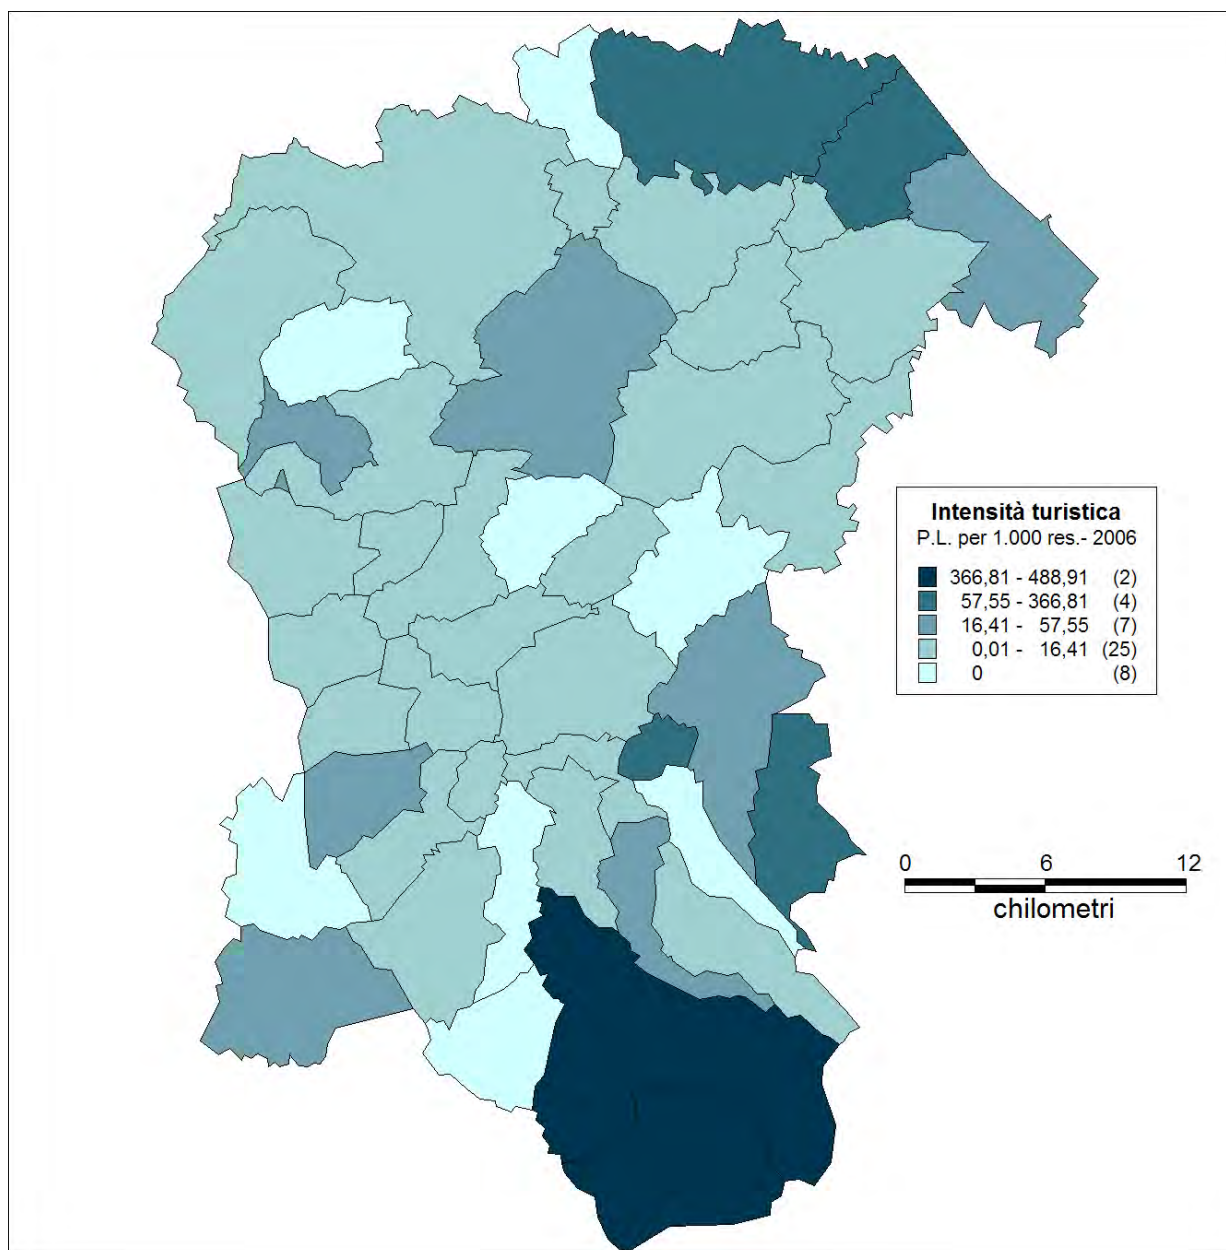 Intensità turistica
P.L. per 1.000 res.- 2006
366,81 - 488,91 (2)
57,55 - 366,81 (4)
16,41 - 57,55 (7)
0,01 - 16,41 (25)
0 (8)
0 6 12
chilometri